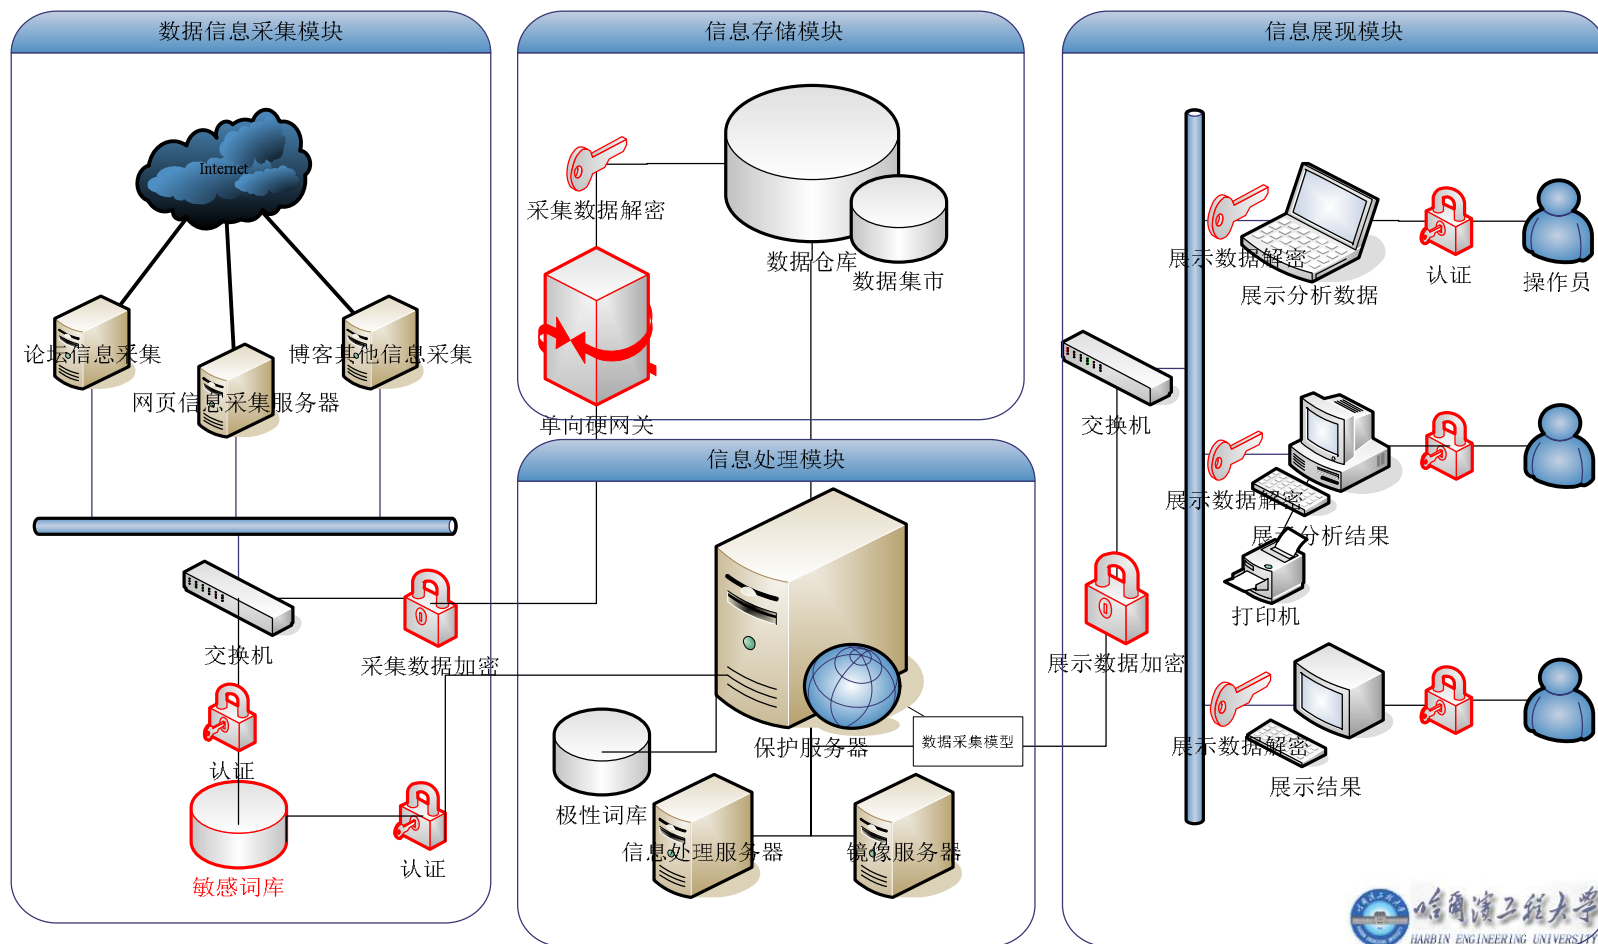 数据信息采集模块
Internet
论坛信息采集
博客其他信息采集
网页信息采集服务器
交换机
采集数据加密
认证
认证
敏感词库
信息存储模块
采集数据解密
数据仓库
数据集市
单向硬网关
信息处理模块
保护服务器
数据采集模型
极性词库
信息处理服务器
镜像服务器
信息展现模块
展示数据解密
展示分析数据
认证
操作员
交换机
展示数据解密
展示分析结果
打印机
展示数据加密
展示数据解密
展示结果
哈尔滨工程大学
HARBIN ENGINEERING UNIVERSITY